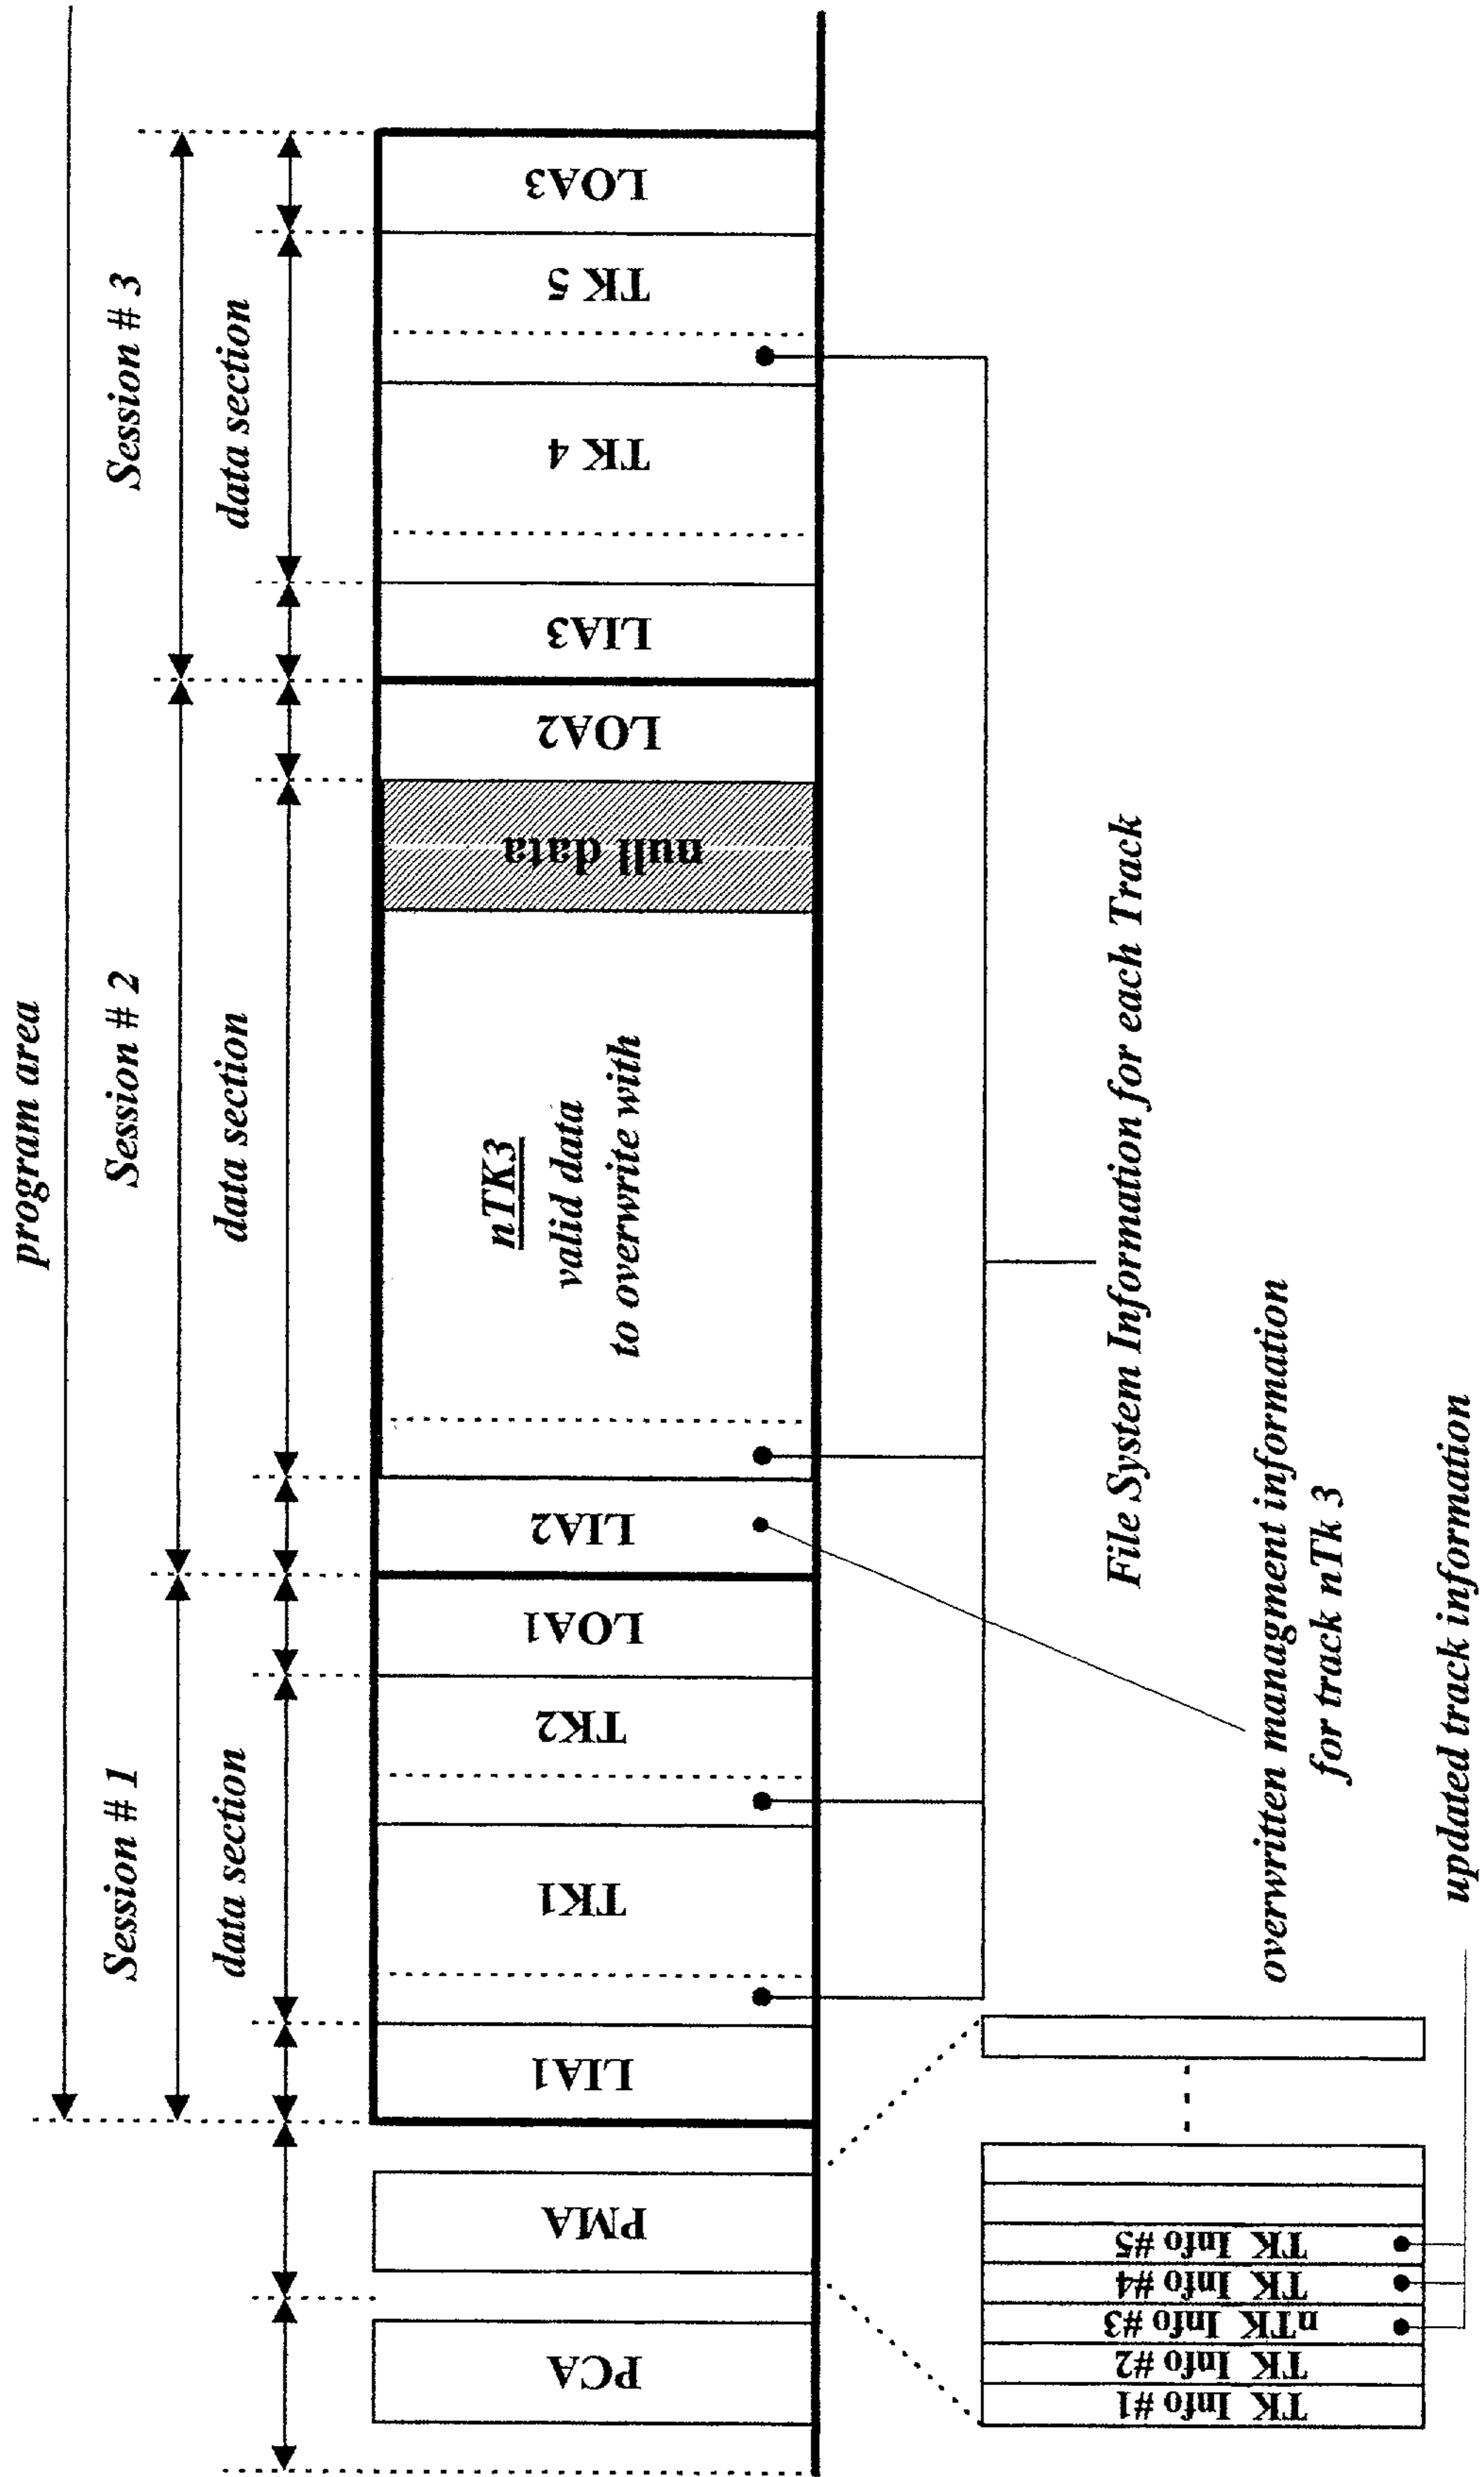 program area
Session # 1
Session # 2
Session # 3
data section
data section
data section
PCA
PMA
LIA1
TK1
TK2
LOA1
LIA2
nTK3
valid data
to overwrite with
null data
LOA2
LIA3
TK 4
TK 5
LOA3
File System Information for each Track
overwritten managment information
for track nTk 3
updated track information
TK Info #1
TK Info #2
nTK Info #3
TK Info #4
TK Info #5